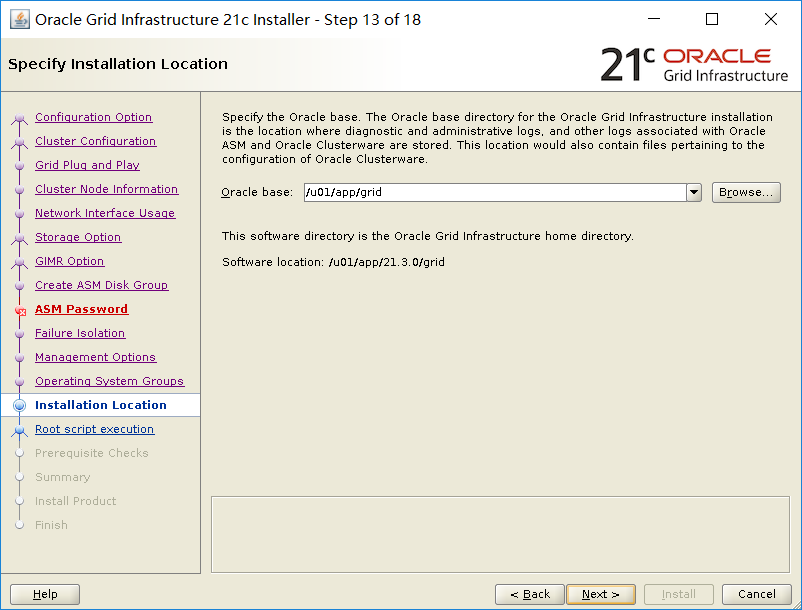 Oracle Grid Infrastructure 21c Installer - Step 13 of 18
Specify Installation Location
21c ORACLE
Grid Infrastructure
Configuration Option
Cluster Configuration
Grid Plug and Play
Cluster Node Information
Network Interface Usage
Storage Option
GIMR Option
Create ASM Disk Group
ASM Password
Failure Isolation
Management Options
Operating System Groups
Installation Location
Root script execution
Prerequisite Checks
Summary
Install Product
Finish
Specify the Oracle base. The Oracle base directory for the Oracle Grid Infrastructure installation
is the location where diagnostic and administrative logs, and other logs associated with Oracle
ASM and Oracle Clusterware are stored. This location would also contain files pertaining to the
configuration of Oracle Clusterware.
Oracle base: /u01/app/grid Browse...
This software directory is the Oracle Grid Infrastructure home directory.
Software location: /u01/app/21.3.0/grid
Help < Back Next > Install Cancel